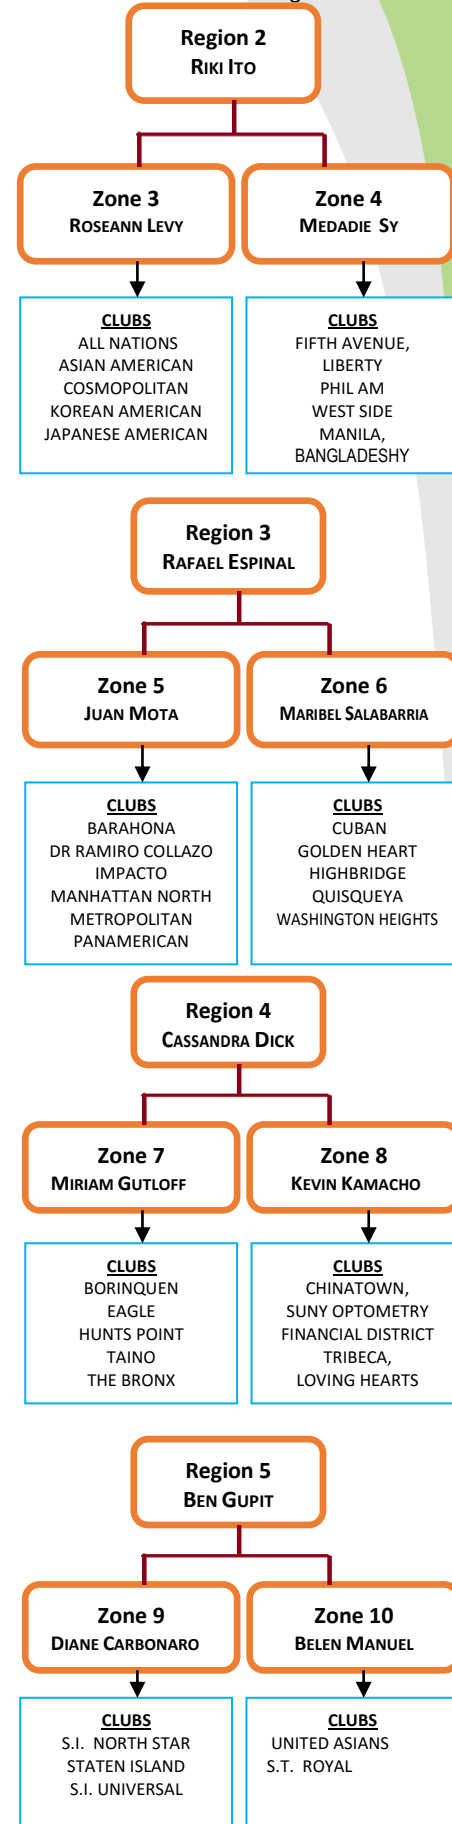 Region 2
RIKI ITO
Zone 3
ROSEANN LEVY
Zone 4
MEDADIE SY
CLUBS
ALL NATIONS
ASIAN AMERICAN
COSMOPOLITAN
KOREAN AMERICAN
JAPANESE AMERICAN
CLUBS
FIFTH AVENUE,
LIBERTY
PHIL AM
WEST SIDE
MANILA,
BANGLADESHY
Region 3
RAFAEL ESPINAL
Zone 5
JUAN MOTA
Zone 6
MARIBEL SALABARRIA
CLUBS
BARAHONA
DR RAMIRO COLLAZO
IMPACTO
MANHATTAN NORTH
METROPOLITAN
PANAMERICAN
CLUBS
CUBAN
GOLDEN HEART
HIGHBRIDGE
QUISQUEYA
WASHINGTON HEIGHTS
Region 4
CASSANDRA DICK
Zone 7
MIRIAM GUTLOFF
Zone 8
KEVIN KAMACHO
CLUBS
BORINQUEN
EAGLE
HUNTS POINT
TAINO
THE BRONX
CLUBS
CHINATOWN,
SUNY OPTOMETRY
FINANCIAL DISTRICT
TRIBECA,
LOVING HEARTS
Region 5
BEN GUPIT
Zone 9
DIANE CARBONARO
Zone 10
BELEN MANUEL
CLUBS
S.I. NORTH STAR
STATEN ISLAND
S.I. UNIVERSAL
CLUBS
UNITED ASIANS
S.T. ROYAL